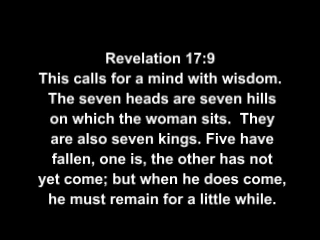 Revelation 17:9
This calls for a mind with wisdom.
The seven heads are seven hills
on which the woman sits.  They
are also seven kings. Five have
fallen, one is, the other has not
yet come; but when he does come,
he must remain for a little while.